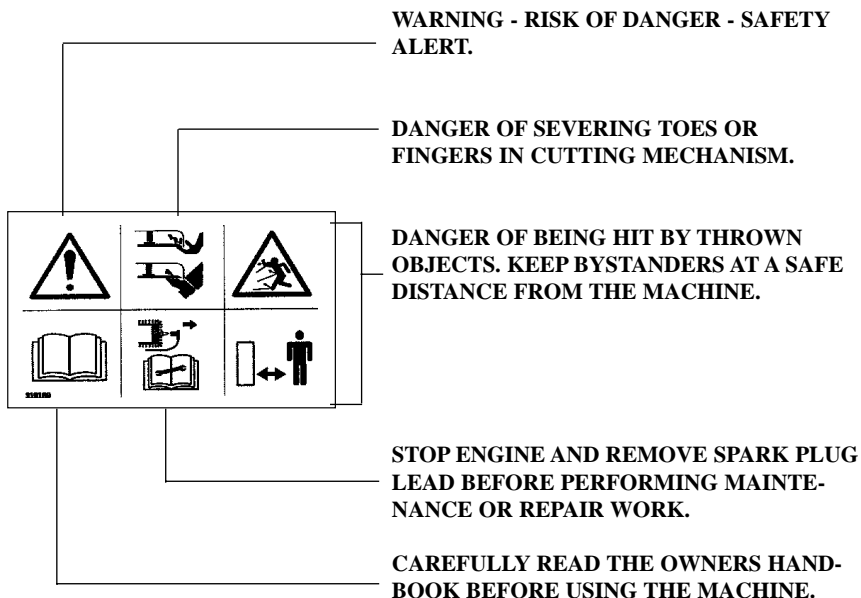 WARNING - RISK OF DANGER - SAFETY
ALERT.
DANGER OF SEVERING TOES OR
FINGERS IN CUTTING MECHANISM.
DANGER OF BEING HIT BY THROWN
OBJECTS. KEEP BYSTANDERS AT A SAFE
DISTANCE FROM THE MACHINE.
STOP ENGINE AND REMOVE SPARK PLUG
LEAD BEFORE PERFORMING MAINTE-
NANCE OR REPAIR WORK.
CAREFULLY READ THE OWNERS HAND-
BOOK BEFORE USING THE MACHINE.